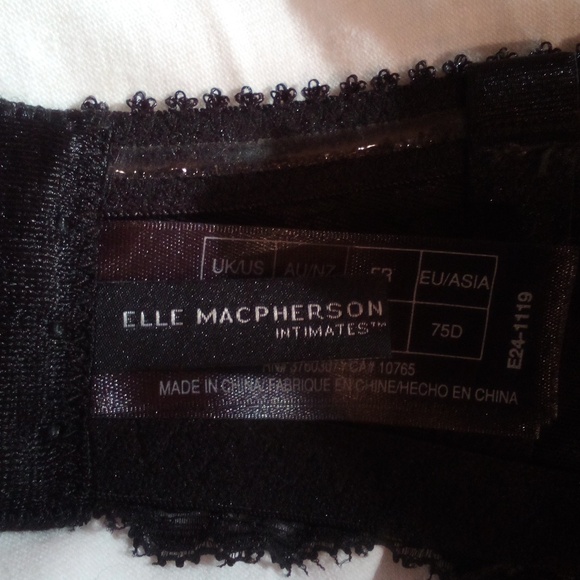 UK/US AU/NZ FR EU/ASIA
ELLE MACPHERSON
INTIMATES™
75D
E24-1119
10765
MADE IN CHINA/FABRIQUE EN CHINE/HECHO EN CHINA